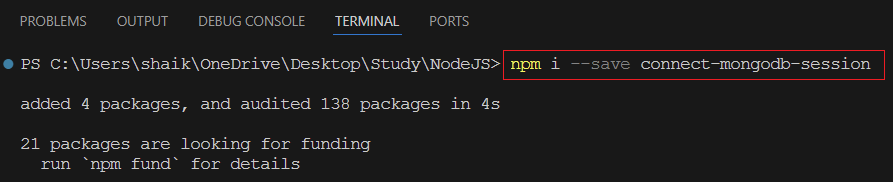 PROBLEMS OUTPUT DEBUG CONSOLE TERMINAL PORTS
PS C:\Users\shaik\OneDrive\Desktop\Study\NodeJS> npm i --save connect-mongodb-session
added 4 packages, and audited 138 packages in 4s
21 packages are looking for funding
  run `npm fund` for details